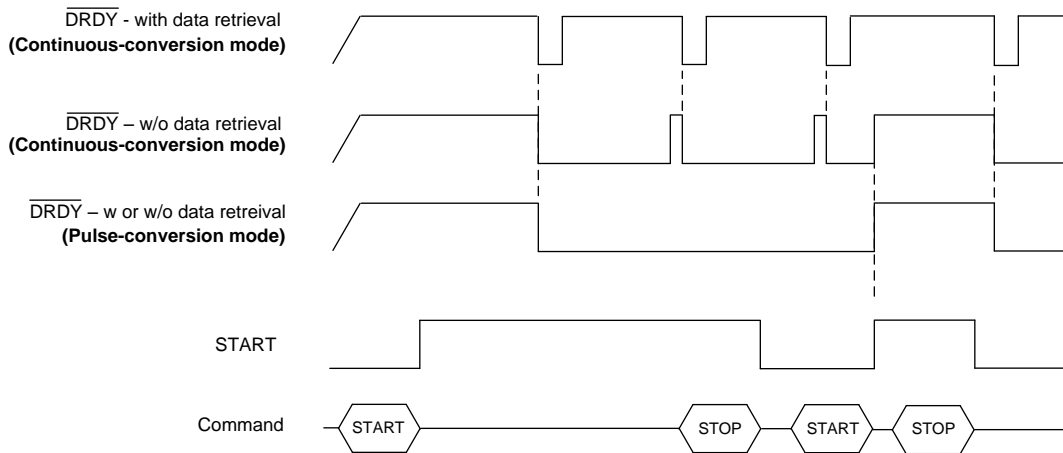 DRDY - with data retrieval
(Continuous-conversion mode)
DRDY – w/o data retrieval
(Continuous-conversion mode)
DRDY – w or w/o data retreival
(Pulse-conversion mode)
START
Command
START
STOP
START
STOP